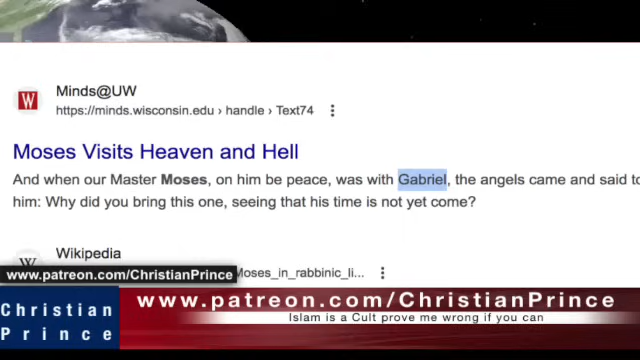 Minds@UW
https://minds.wisconsin.edu › handle › Text74
Moses Visits Heaven and Hell
And when our Master Moses, on him be peace, was with Gabriel, the angels came and said to
him: Why did you bring this one, seeing that his time is not yet come?
W
Wikipedia
www.patreon.com/ChristianPrince
Moses_in_rabbinic_li...
Christian
Prince
www.patreon.com/ChristianPrince
Islam is a Cult prove me wrong if you can